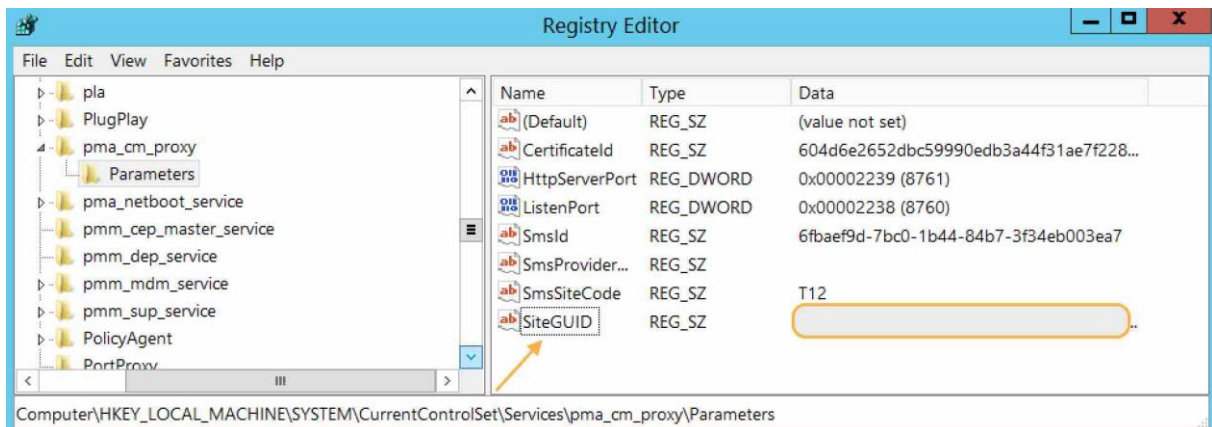 Registry Editor
File Edit View Favorites Help
pla
PlugPlay
pma_cm_proxy
Parameters
pma_netboot_service
pmm_cep_master_service
pmm_dep_service
pmm_mdm_service
pmm_sup_service
PolicyAgent
PortProxy
Name Type Data
(Default) REG_SZ (value not set)
CertificateId REG_SZ 604d6e2652dbc59990edb3a44f31ae7f228...
HttpServerPort REG_DWORD 0x00002239 (8761)
ListenPort REG_DWORD 0x00002238 (8760)
SmsId REG_SZ 6fbaef9d-7bc0-1b44-84b7-3f34eb003ea7
SmsProvider... REG_SZ
SmsSiteCode REG_SZ T12
SiteGUID REG_SZ ..
Computer\HKEY_LOCAL_MACHINE\SYSTEM\CurrentControlSet\Services\pma_cm_proxy\Parameters